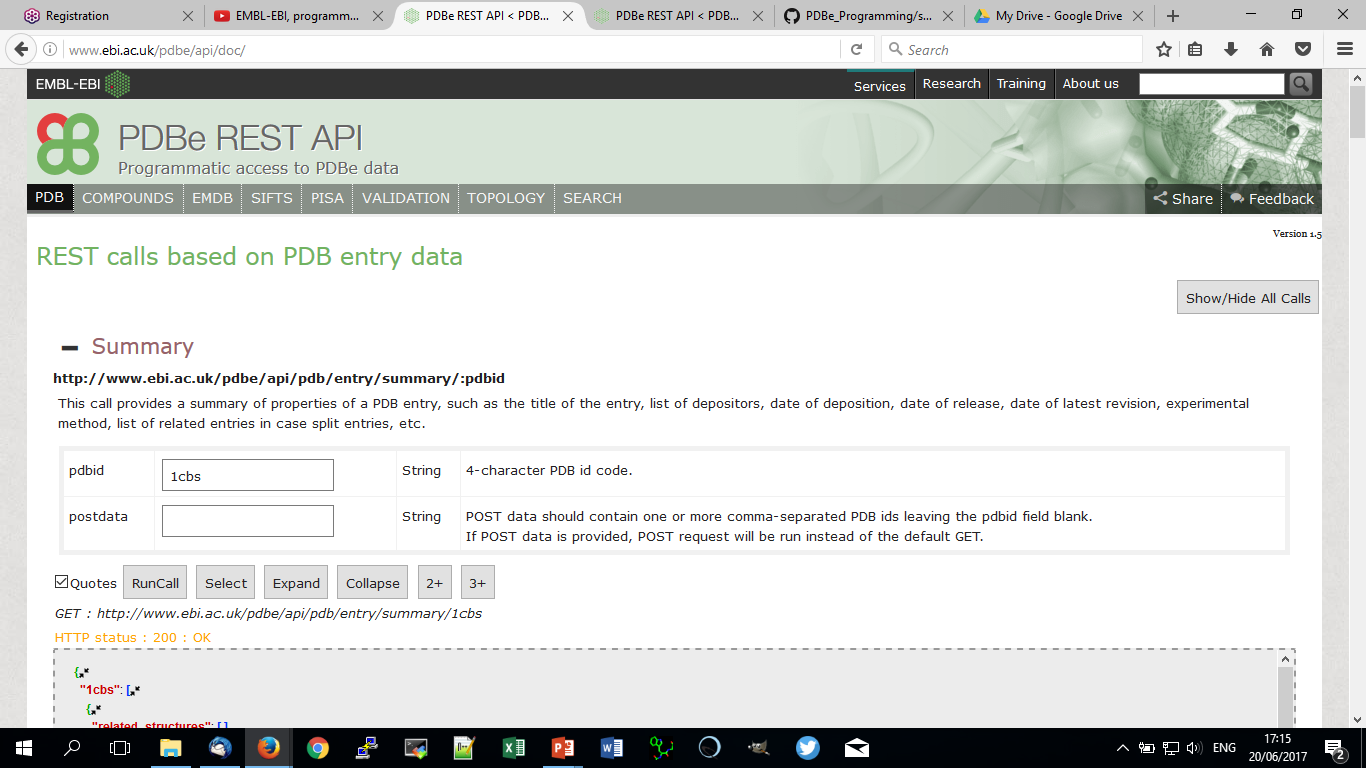 Registration
EMBL-EBI, programm...
PDBe REST API < PDB...
PDBe REST API < PDB...
PDBe_Programming/s...
My Drive - Google Drive
www.ebi.ac.uk/pdbe/api/doc/
Search
EMBL-EBI
Services
Research
Training
About us
PDBe REST API
Programmatic access to PDBe data
PDB
COMPOUNDS
EMDB
SIFTS
PISA
VALIDATION
TOPOLOGY
SEARCH
Share
Feedback
Version 1.5
REST calls based on PDB entry data
Show/Hide All Calls
Summary
http://www.ebi.ac.uk/pdbe/api/pdb/entry/summary/:pdbid
This call provides a summary of properties of a PDB entry, such as the title of the entry, list of depositors, date of deposition, date of release, date of latest revision, experimental
method, list of related entries in case split entries, etc.
pdbid
1cbs
String
4-character PDB id code.
postdata
String
POST data should contain one or more comma-separated PDB ids leaving the pdbid field blank.
If POST data is provided, POST request will be run instead of the default GET.
Quotes
RunCall
Select
Expand
Collapse
2+
3+
GET : http://www.ebi.ac.uk/pdbe/api/pdb/entry/summary/1cbs
HTTP status : 200 : OK
{
"1cbs": [
{
"related_structures": [ ]
ENG
17:15
20/06/2017
2